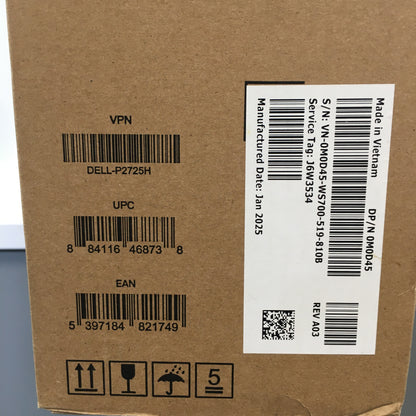 VPN
DELL-P2725H
UPC
8 84116 46873 8
EAN
5 397184 821749
5
Made in Vietnam
DP/N 0M0D45
S/N: VN-0M0D45-WS700-519-810B
REV A03
Service Tag: J6W3534
Manufactured Date: Jan 2025